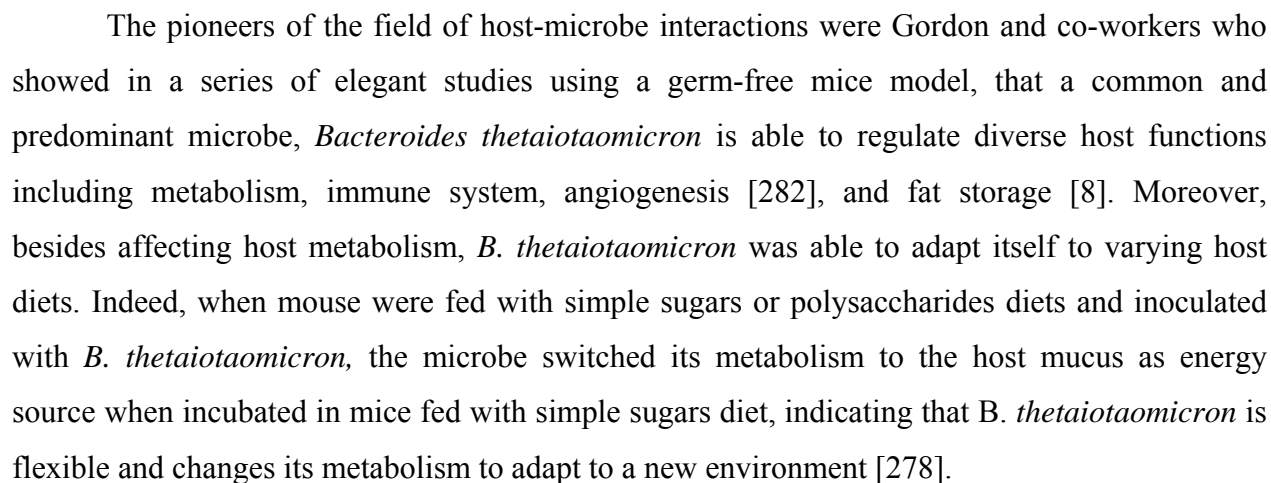 The pioneers of the field of host-microbe interactions were Gordon and co-workers who
showed in a series of elegant studies using a germ-free mice model, that a common and
predominant microbe, Bacteroides thetaiotaomicron is able to regulate diverse host functions
including metabolism, immune system, angiogenesis [282], and fat storage [8]. Moreover,
besides affecting host metabolism, B. thetaiotaomicron was able to adapt itself to varying host
diets. Indeed, when mouse were fed with simple sugars or polysaccharides diets and inoculated
with B. thetaiotaomicron, the microbe switched its metabolism to the host mucus as energy
source when incubated in mice fed with simple sugars diet, indicating that B. thetaiotaomicron is
flexible and changes its metabolism to adapt to a new environment [278].